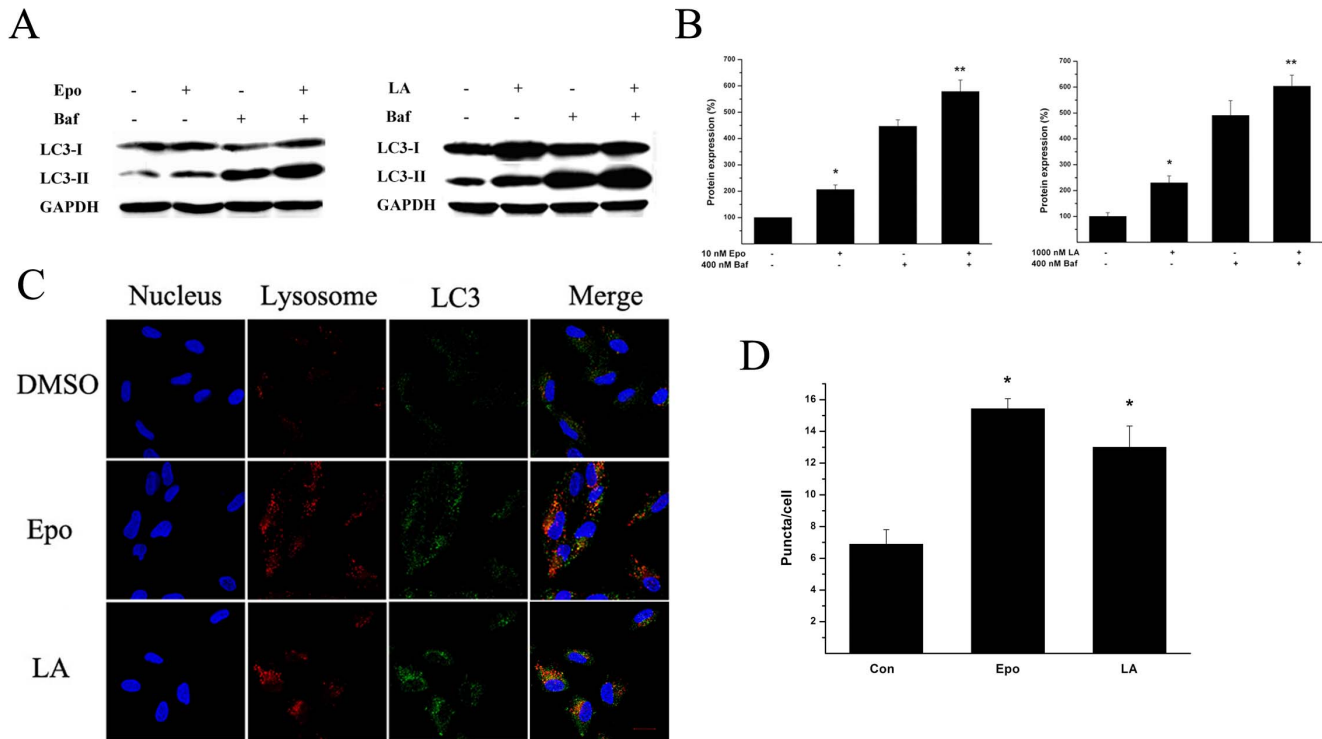 A
Epo - + - +
Baf - - + +
LC3-I
LC3-II
GAPDH
LA - + - +
Baf - - + +
LC3-I
LC3-II
GAPDH
B
Protein expression (%)
700
600
500
400
300
200
100
*
**
10 nM Epo - + - +
400 nM Baf - - + +
Protein expression (%)
700
600
500
400
300
200
100
*
**
1000 nM LA - + - +
400 nM Baf - - + +
C
Nucleus Lysosome LC3 Merge
DMSO
Epo
LA
D
Puncta/cell
16
14
12
10
8
6
4
2
*
*
Con Epo LA